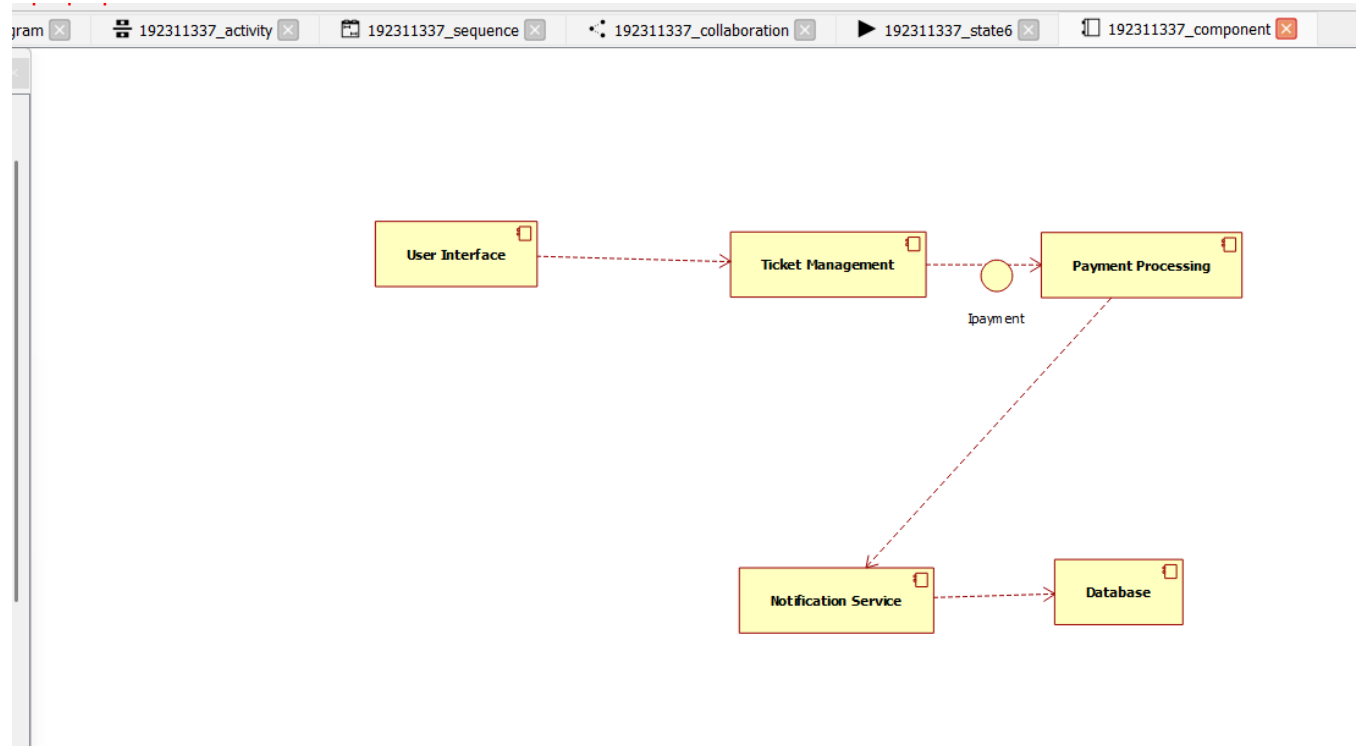 gram
192311337_activity
192311337_sequence
192311337_collaboration
192311337_state6
192311337_component
User Interface
Ticket Management
Payment Processing
Ipayment
Notification Service
Database